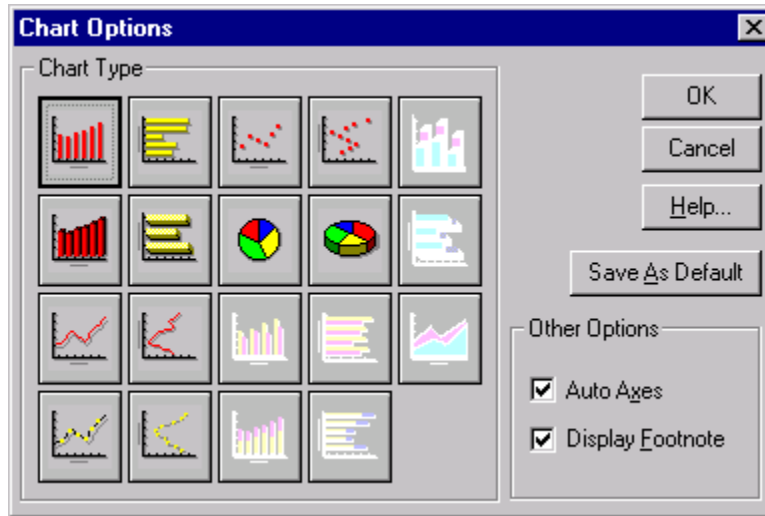 Chart Options
Chart Type
OK
Cancel
Help...
Save As Default
Other Options
Auto Axes
Display Footnote